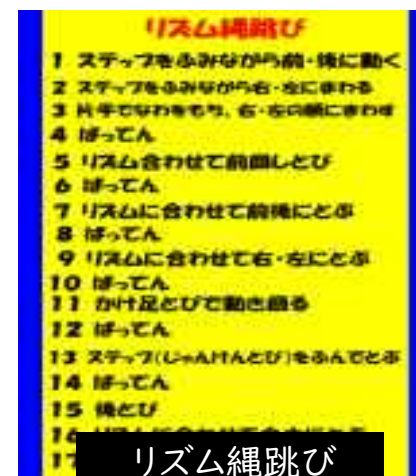 リズム縄跳び
1 ステップをふみながら前・後に動く
2 ステップをふみながら右・左にまわる
3 片手でなわをもち、右・左の順にまわす
4 ばってん
5 リズム合わせて前回しとび
6 ばってん
7 リズムに合わせて前後にとぶ
8 ばってん
9 リズムに合わせて右・左にとぶ
10 ばってん
11 かけ足とびで動き回る
12 ばってん
13 ステップ(じゃんけんとび)をふんでとぶ
14 ばってん
15 後とび
16
17
リズム縄跳び